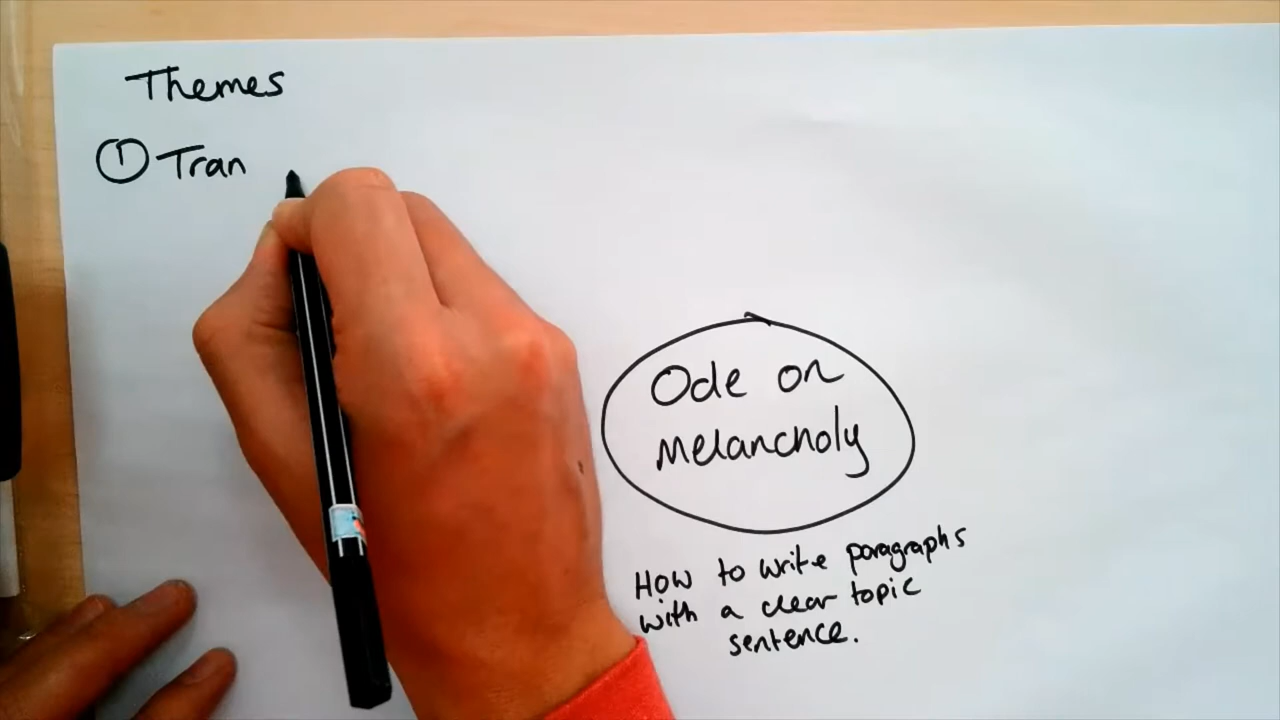 Themes
① Tran
Ode on
melancholy
How to write paragraphs
with a clear topic
sentence.